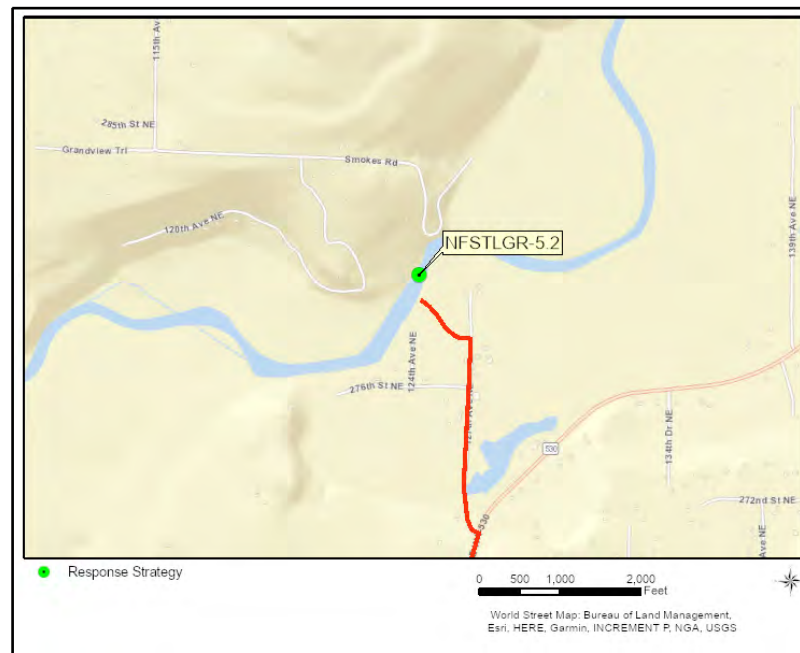 115th Av
285th St NE
Grandview Trl
Smokes Rd
120th Ave NE
NFSTLGR-5.2
139th Ave NE
124th Ave NE
276th St NE
530
134th Dr NE
272nd St NE
530
Ave NE
Response Strategy
0 500 1,000 2,000
Feet
World Street Map: Bureau of Land Management,
Esri, HERE, Garmin, INCREMENT P, NGA, USGS